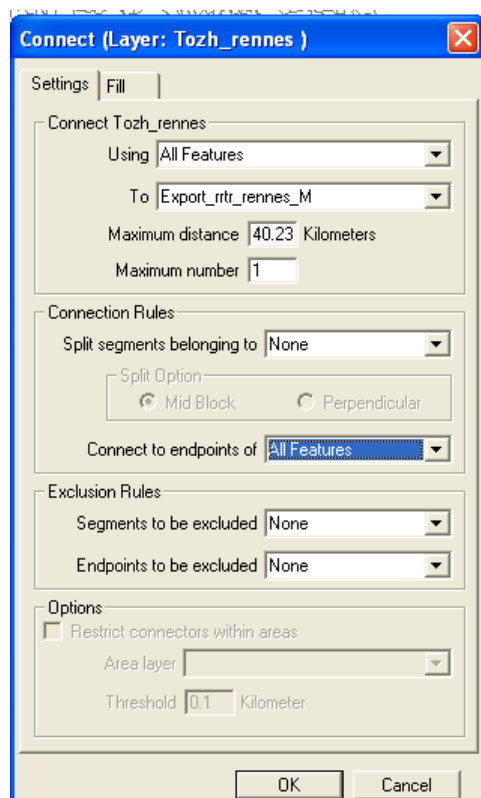 Connect (Layer: Tozh_rennes )
Settings Fill
Connect Tozh_rennes
Using All Features
To Export_rrtr_rennes_M
Maximum distance 40.23 Kilometers
Maximum number 1
Connection Rules
Split segments belonging to None
Split Option
Mid Block Perpendicular
Connect to endpoints of All Features
Exclusion Rules
Segments to be excluded None
Endpoints to be excluded None
Options
Restrict connectors within areas
Area layer
Threshold 0.1 Kilometer
OK Cancel